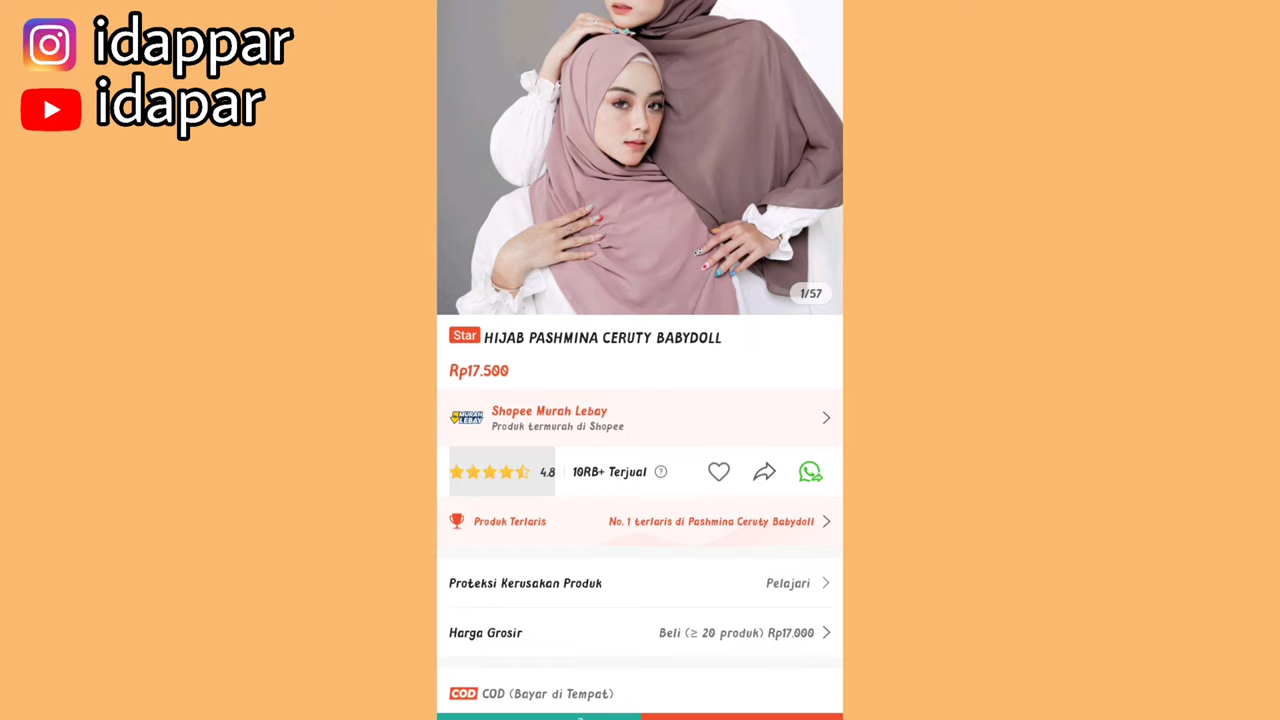 idappar
idapar
1/57
Star HIJAB PASHMINA CERUTY BABYDOLL
Rp17.500
MURAH LEBAY
Shopee Murah Lebay
Produk termurah di Shopee
4.8 10RB+ Terjual ?
Produk Terlaris No. 1 terlaris di Pashmina Ceruty Babydoll
Proteksi Kerusakan Produk Pelajari
Harga Grosir Beli (≥ 20 produk) Rp17.000
COD COD (Bayar di Tempat)